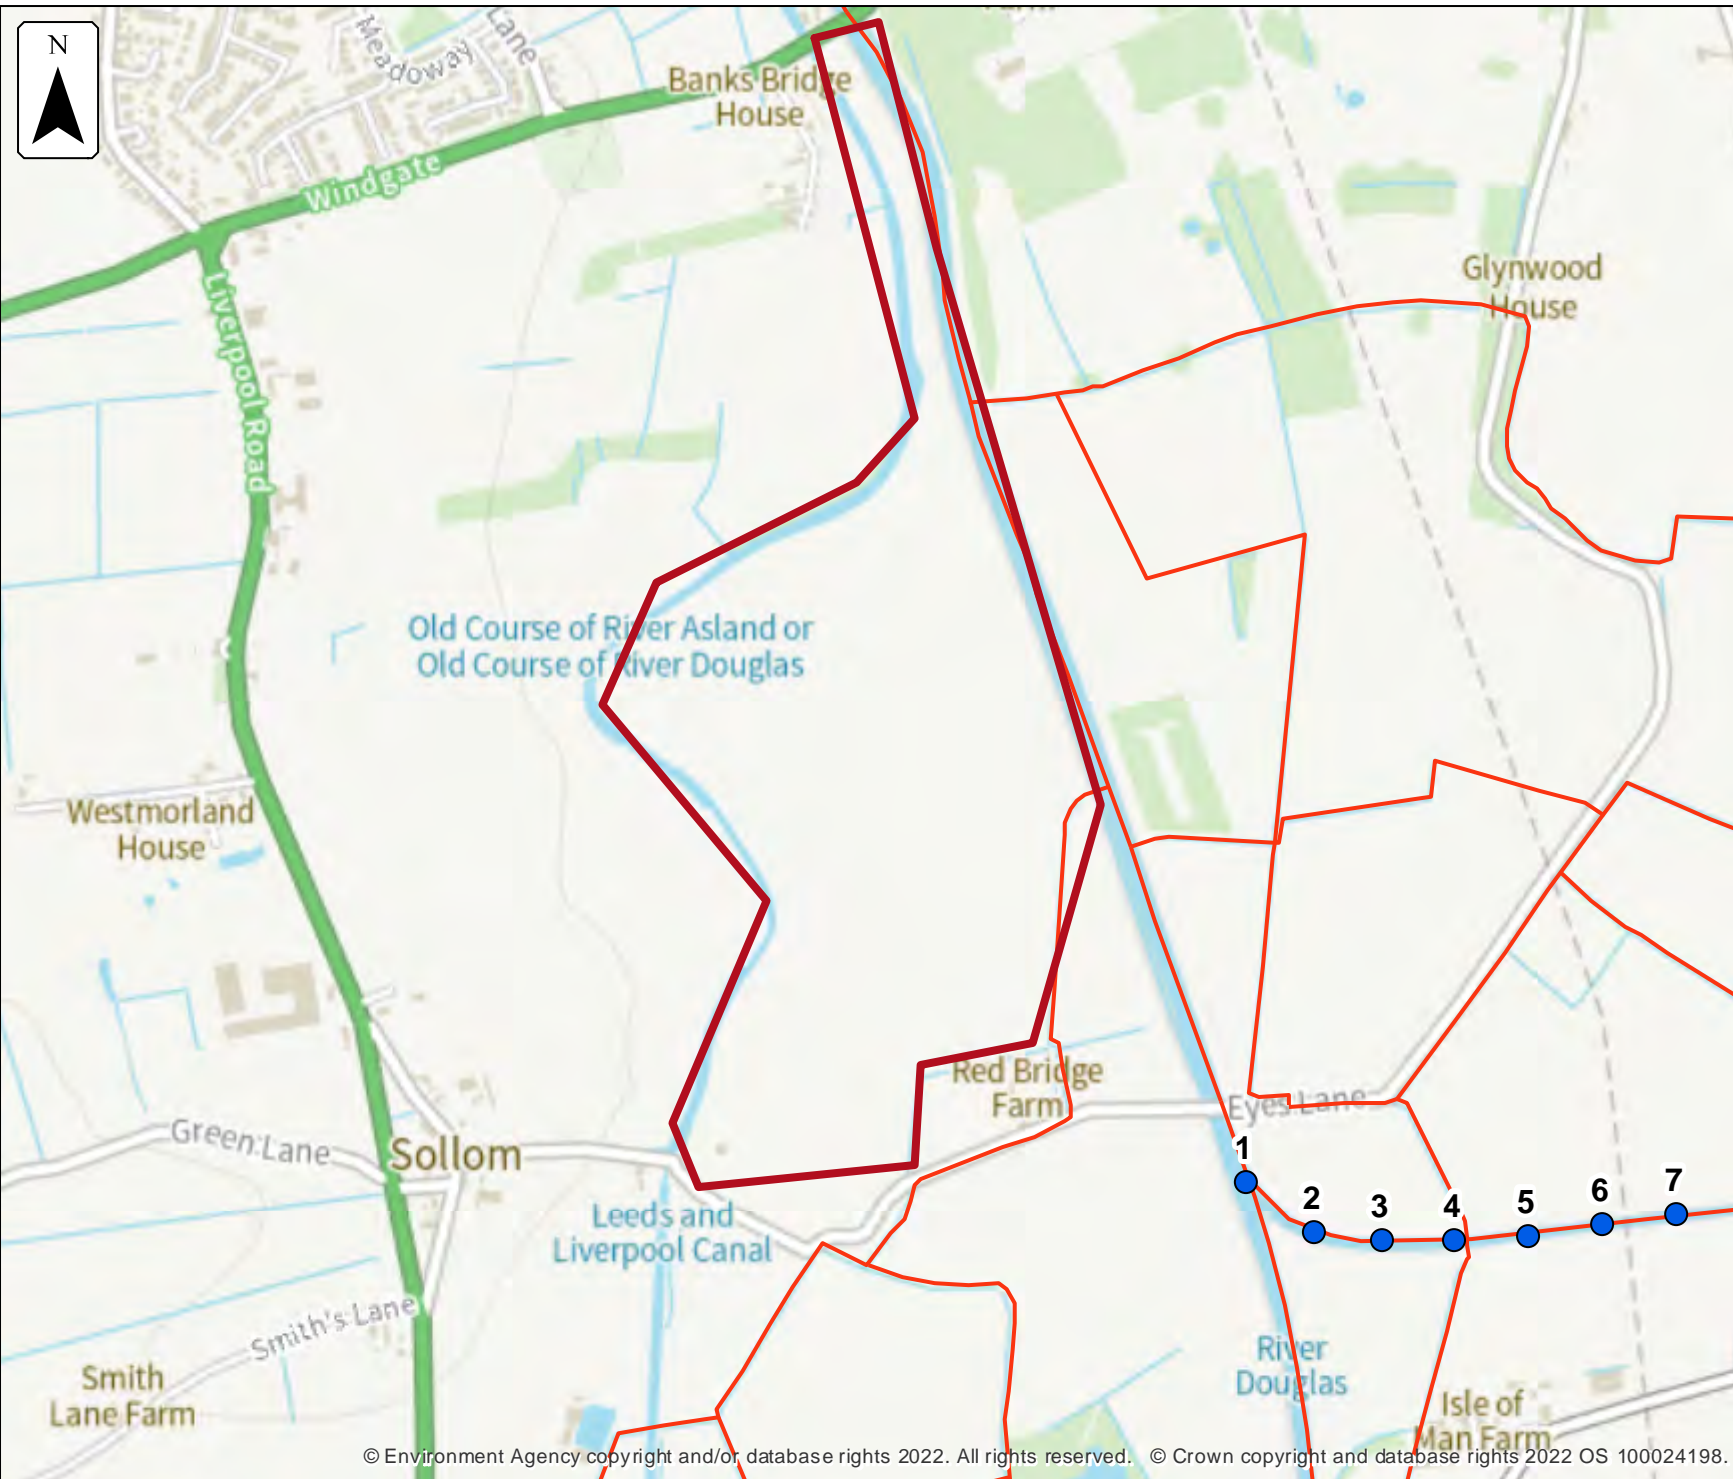 N
Meadoway
Lane
Banks Bridge
House
Windgate
Liverpool Road
Glynwood
House
Old Course of River Asland or
Old Course of River Douglas
Westmorland
House
Red Bridge
Farm
Eyes Lane
Green Lane
Sollom
1
2
3
4
5
6
7
Leeds and
Liverpool Canal
Smith's Lane
Smith
Lane Farm
River
Douglas
Isle of
Man Farm
© Environment Agency copyright and/or database rights 2022. All rights reserved. © Crown copyright and database rights 2022 OS 100024198.